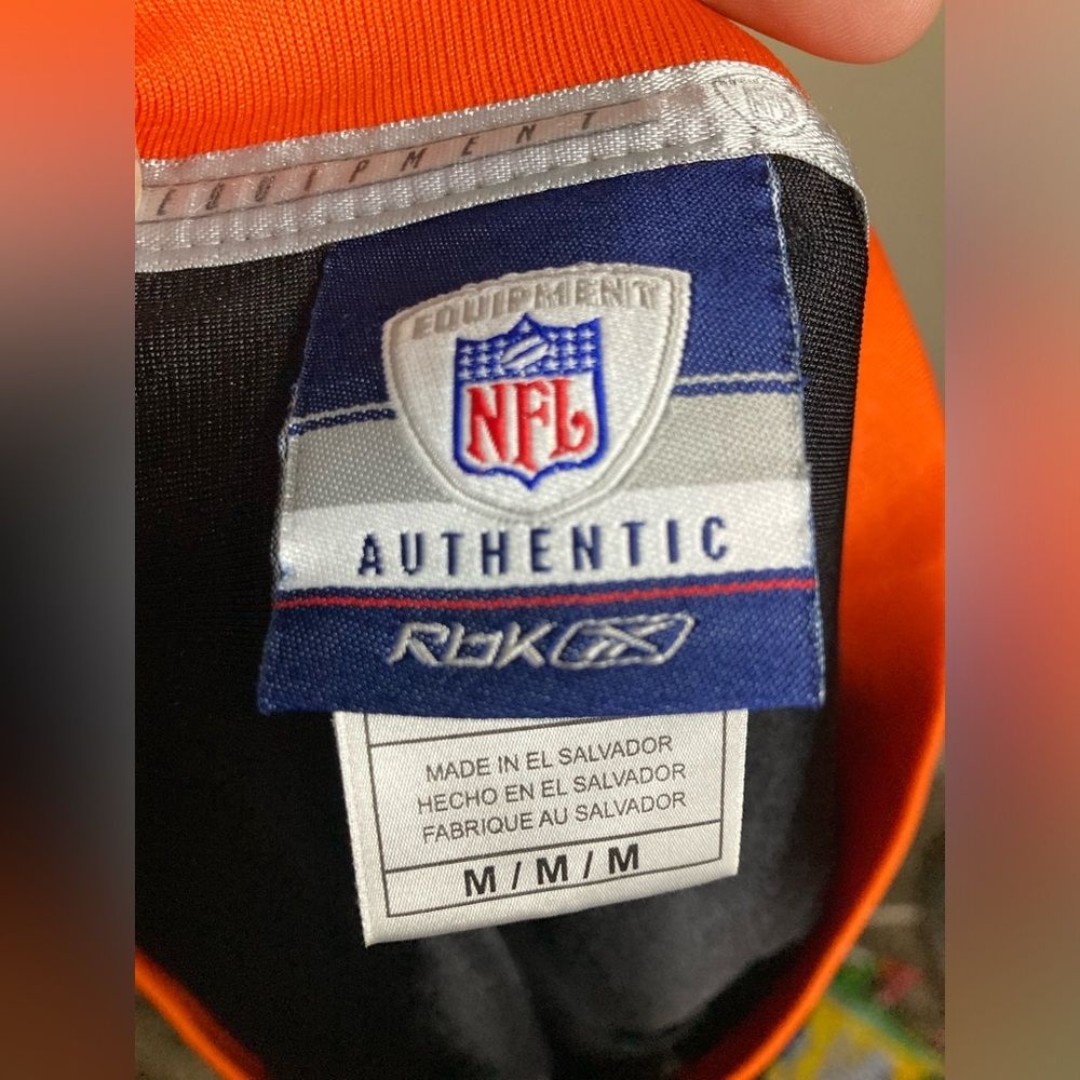 EQUIPMENT
EQUIPMENT
NFL
AUTHENTIC
RbK
MADE IN EL SALVADOR
HECHO EN EL SALVADOR
FABRIQUE AU SALVADOR
M / M / M